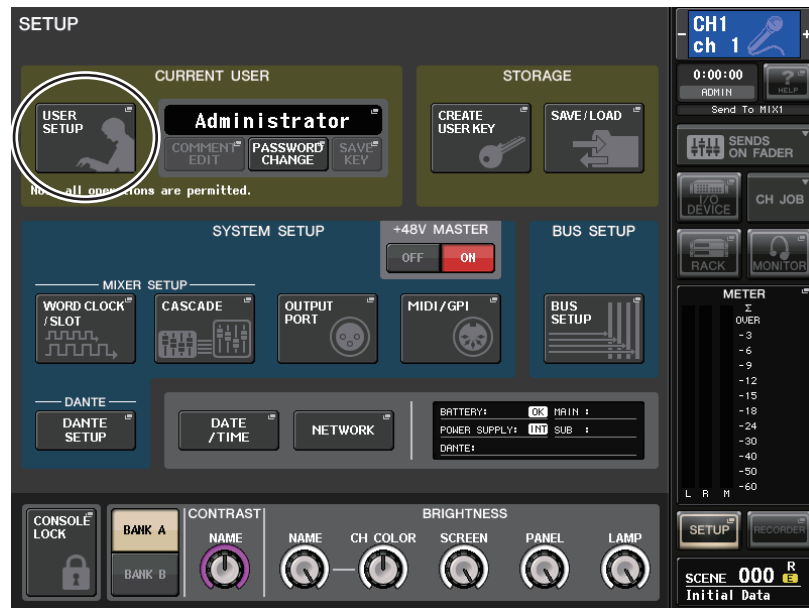 SETUP
CURRENT USER
USER SETUP
Administrator
COMMENT EDIT
PASSWORD CHANGE
SAVE KEY
all operations are permitted.
STORAGE
CREATE USER KEY
SAVE/LOAD
SYSTEM SETUP
+48V MASTER
OFF
ON
BUS SETUP
MIXER SETUP
WORD CLOCK /SLOT
CASCADE
OUTPUT PORT
MIDI/GPI
BUS SETUP
DANTE
DANTE SETUP
DATE /TIME
NETWORK
BATTERY: OK MAIN :
POWER SUPPLY: INT SUB :
DANTE:
CONSOLE LOCK
BANK A
BANK B
CONTRAST
NAME
BRIGHTNESS
NAME
CH COLOR
SCREEN
PANEL
LAMP
- CH1 +
ch 1
0:00:00
ADMIN
? HELP
Send To MIX1
SENDS ON FADER
I/O DEVICE
CH JOB
RACK
MONITOR
METER
Σ
OVER
-3
-6
-9
-12
-15
-18
-24
-30
-40
-50
-60
L R M
SETUP
RECORDER
SCENE 000 R E
Initial Data